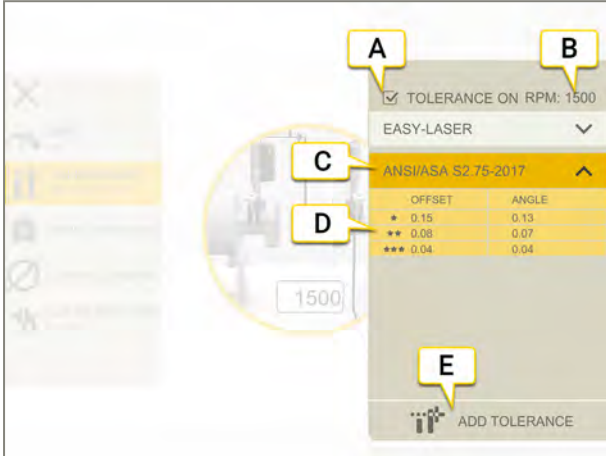 A
B
TOLERANCE ON RPM: 1500
EASY-LASER
C
ANSI/ASA S2.75-2017
OFFSET ANGLE
D
* 0.15 0.13
** 0.08 0.07
*** 0.04 0.04
1500
E
ADD TOLERANCE